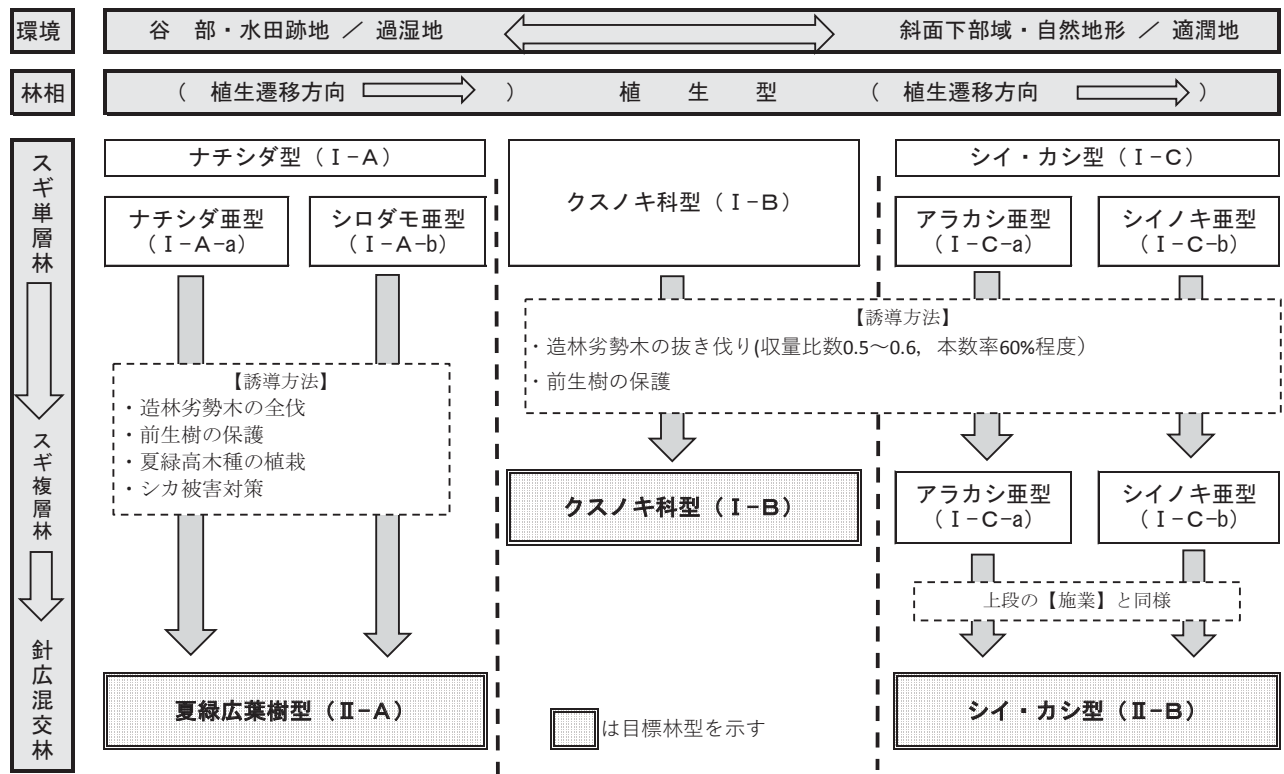 環境
谷　部・水田跡地 ／ 過湿地
斜面下部域・自然地形 ／ 適潤地
林相
（　植生遷移方向　　　　　）　　植　生　型　　（　植生遷移方向　　　　　）
スギ単層林
スギ複層林
針広混交林
ナチシダ型（Ⅰ-A）
ナチシダ亜型
（Ⅰ-A-a）
シロダモ亜型
（Ⅰ-A-b）
クスノキ科型（Ⅰ-B）
シイ・カシ型（Ⅰ-C）
アラカシ亜型
（Ⅰ-C-a）
シイノキ亜型
（Ⅰ-C-b）
【誘導方法】
・造林劣勢木の全伐
・前生樹の保護
・夏緑高木種の植栽
・シカ被害対策
【誘導方法】
・造林劣勢木の抜き伐り(収量比数0.5～0.6，本数率60%程度）
・前生樹の保護
クスノキ科型（Ⅰ-B）
アラカシ亜型
（Ⅰ-C-a）
シイノキ亜型
（Ⅰ-C-b）
上段の【施業】と同様
夏緑広葉樹型（Ⅱ-A）
は目標林型を示す
シイ・カシ型（Ⅱ-B）